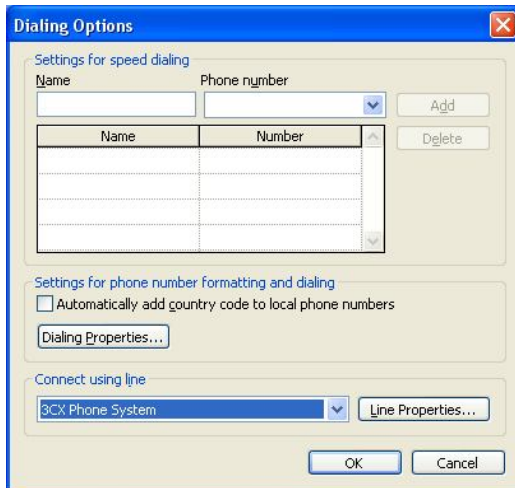 Dialing Options
Settings for speed dialing
Name Phone number
Add
Name Number
Delete
Settings for phone number formatting and dialing
Automatically add country code to local phone numbers
Dialing Properties...
Connect using line
3CX Phone System Line Properties...
OK Cancel